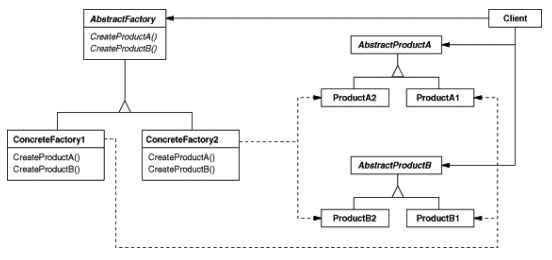 AbstractFactory
Client
CreateProductA()
CreateProductB()
AbstractProductA
ProductA2
ProductA1
ConcreteFactory1
ConcreteFactory2
CreateProductA()
CreateProductB()
CreateProductA()
CreateProductB()
AbstractProductB
ProductB2
ProductB1